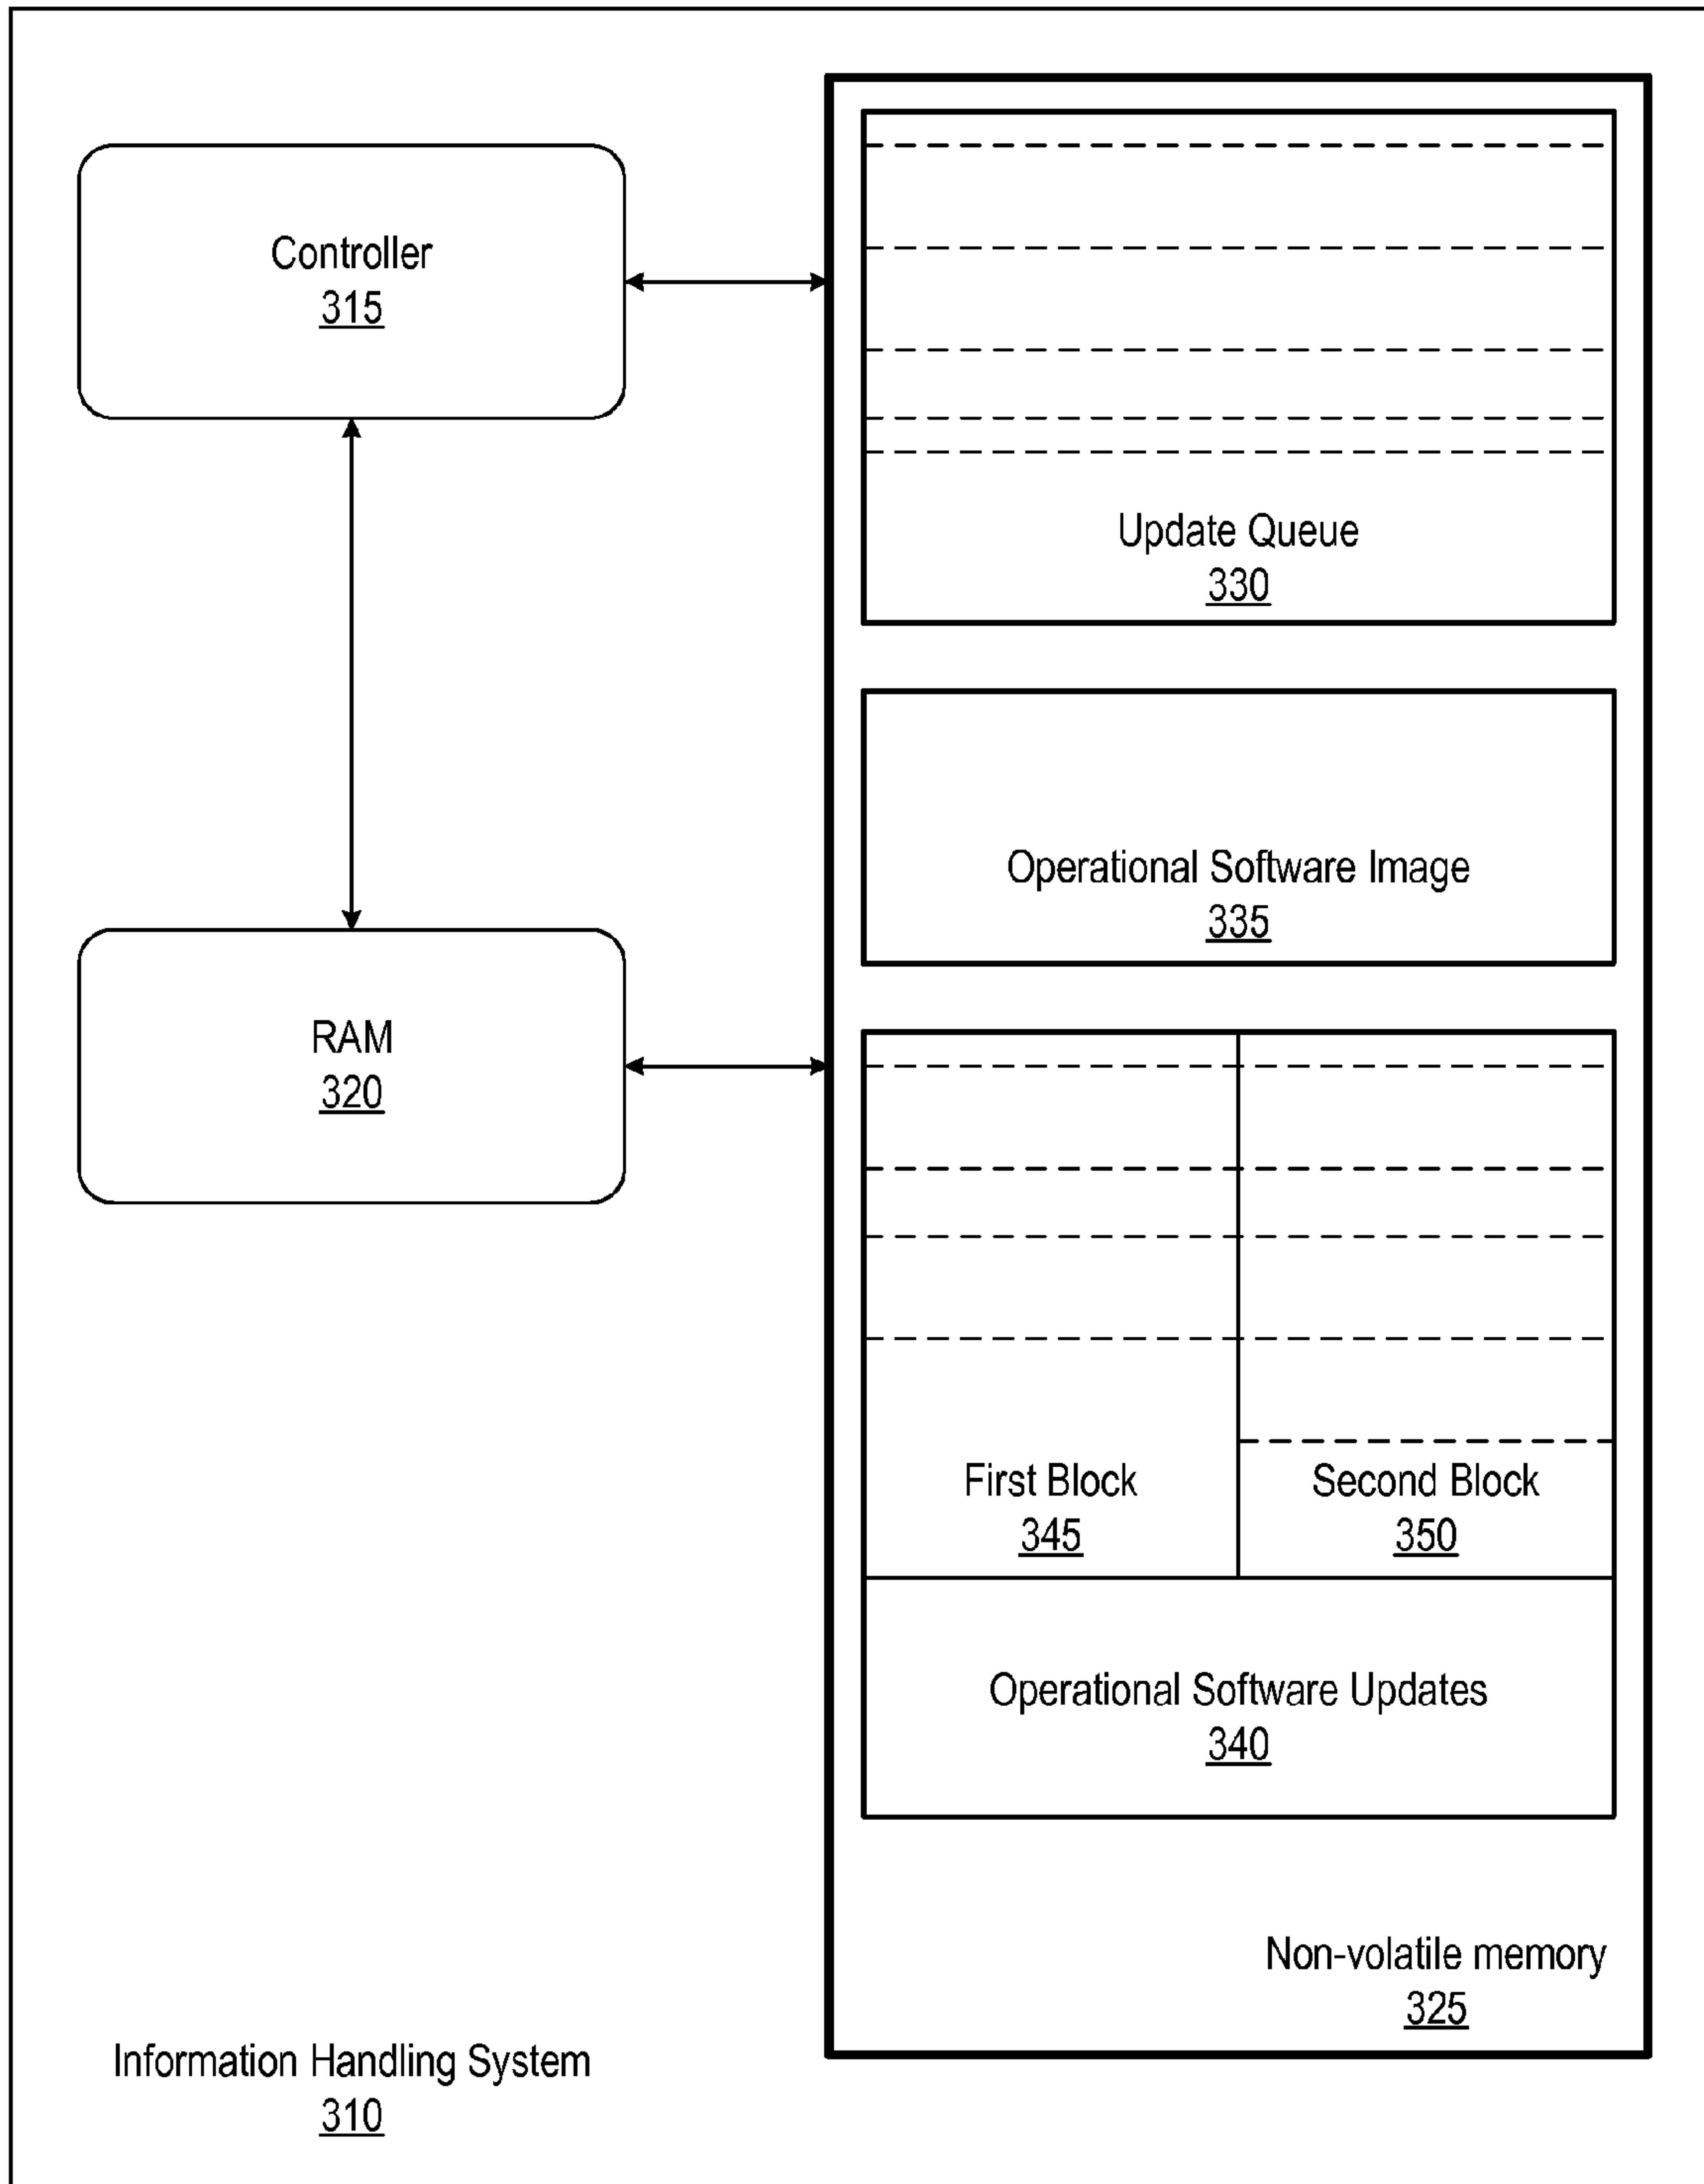 Controller
315
Update Queue
330
Operational Software Image
335
RAM
320
First Block
345
Second Block
350
Operational Software Updates
340
Non-volatile memory
325
Information Handling System
310